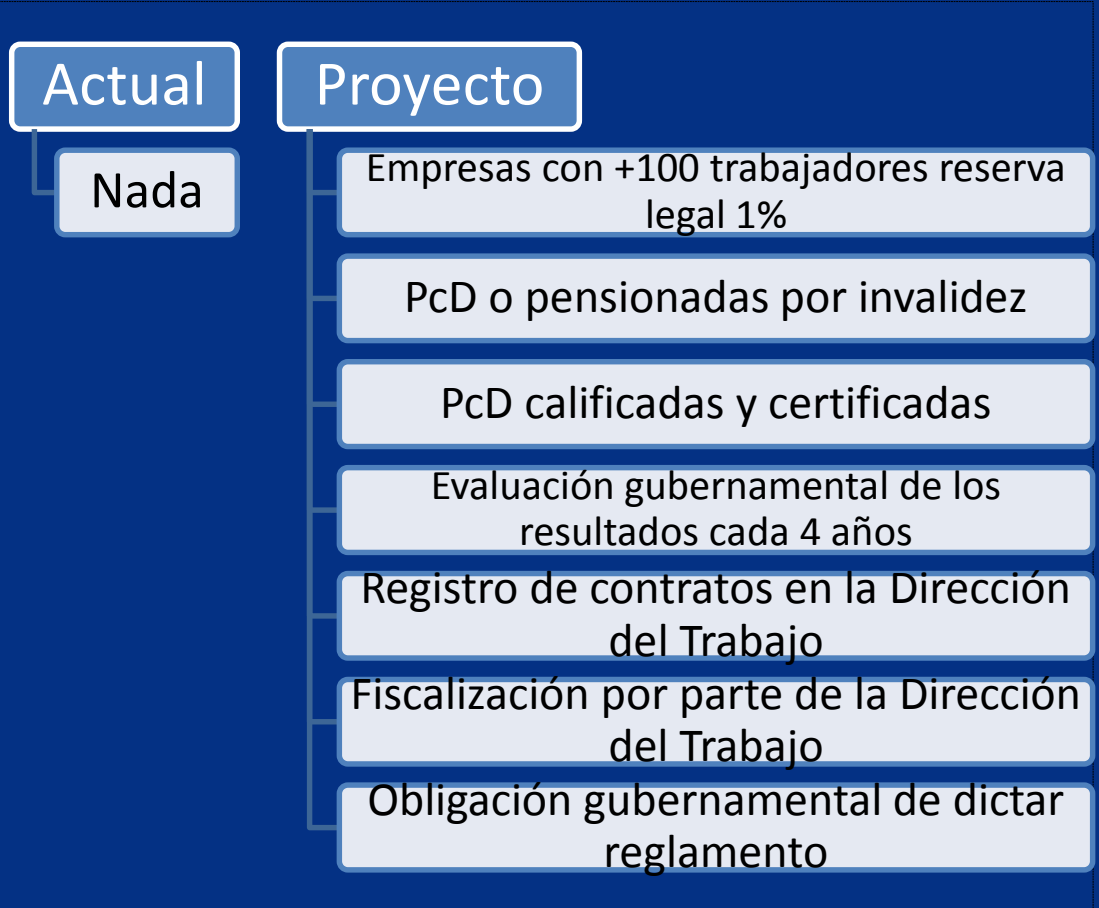 Actual
Nada
Proyecto
Empresas con +100 trabajadores reserva
legal 1%
PcD o pensionadas por invalidez
PcD calificadas y certificadas
Evaluación gubernamental de los
resultados cada 4 años
Registro de contratos en la Dirección
del Trabajo
Fiscalización por parte de la Dirección
del Trabajo
Obligación gubernamental de dictar
reglamento